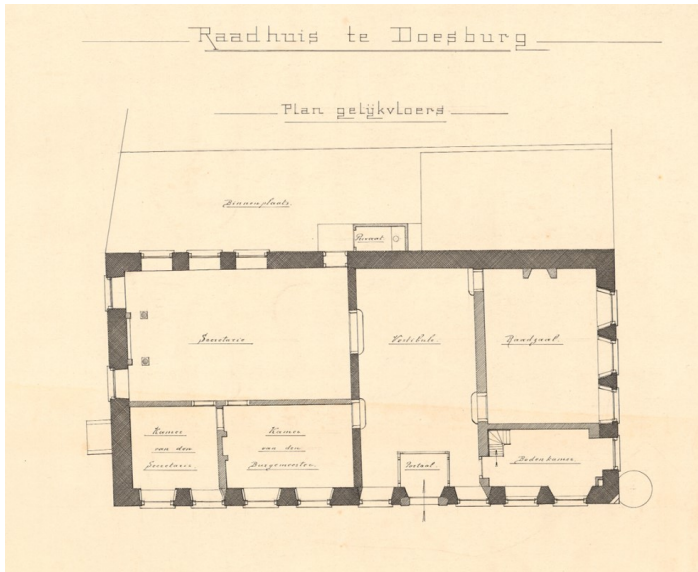 Raadhuis te Doesburg
Plan gelijkvloers
Binnenplaats.
Privaat.
Secretarie.
Vestibule.
Raadzaal.
Kamer
van den
Secretaris.
Kamer
van den
Burgemeester.
Portaal.
Bodenkamer.